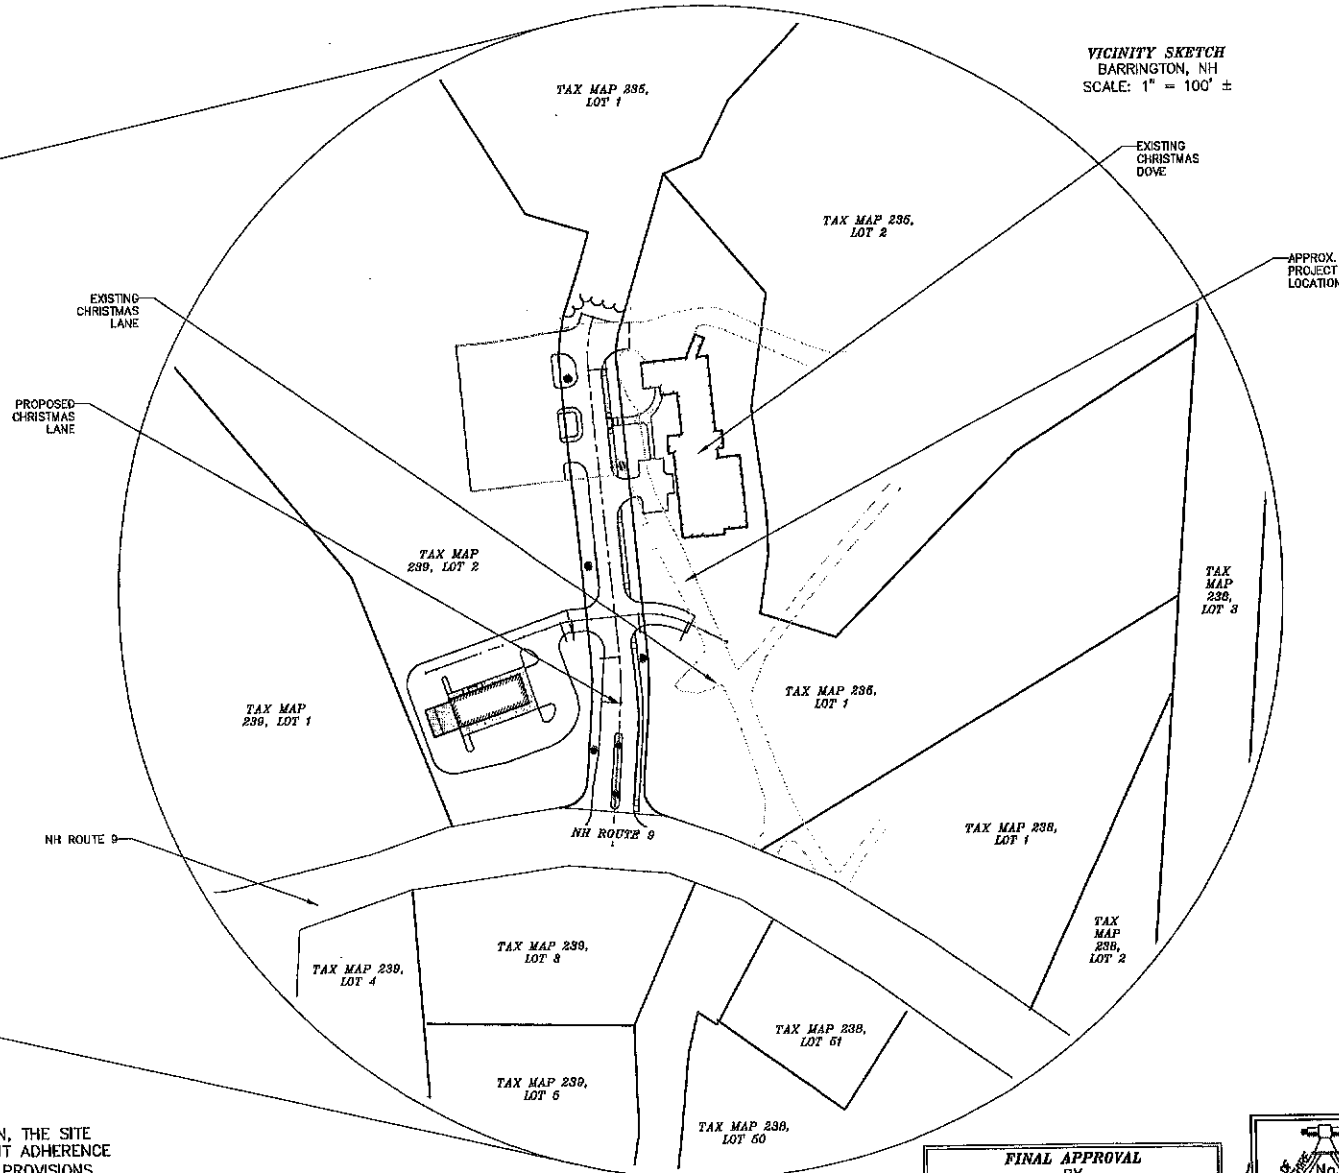 VICINITY SKETCH
BARRINGTON, NH
SCALE: 1" = 100' ±
TAX MAP 235,
LOT 1
EXISTING
CHRISTMAS
DOVE
TAX MAP 235,
LOT 2
APPROX.
PROJECT
LOCATION
EXISTING
CHRISTMAS
LANE
PROPOSED
CHRISTMAS
LANE
TAX MAP
239, LOT 2
TAX
MAP
238,
LOT 3
TAX MAP
239, LOT 1
TAX MAP 235,
LOT 1
NH ROUTE 9
NH ROUTE 9
TAX MAP 238,
LOT 1
TAX
MAP
238,
LOT 2
TAX MAP 239,
LOT 4
TAX MAP 239,
LOT 3
TAX MAP 238,
LOT 51
TAX MAP 239,
LOT 5
TAX MAP 238,
LOT 50
N, THE SITE
T ADHERENCE
PROVISIONS
FINAL APPROVAL
BY